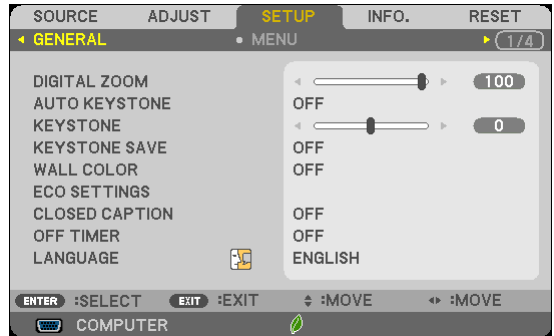 SOURCE ADJUST SETUP INFO. RESET
GENERAL MENU (1/4)
DIGITAL ZOOM 100
AUTO KEYSTONE OFF
KEYSTONE 0
KEYSTONE SAVE OFF
WALL COLOR OFF
ECO SETTINGS
CLOSED CAPTION OFF
OFF TIMER OFF
LANGUAGE ENGLISH
ENTER :SELECT EXIT :EXIT :MOVE :MOVE
COMPUTER